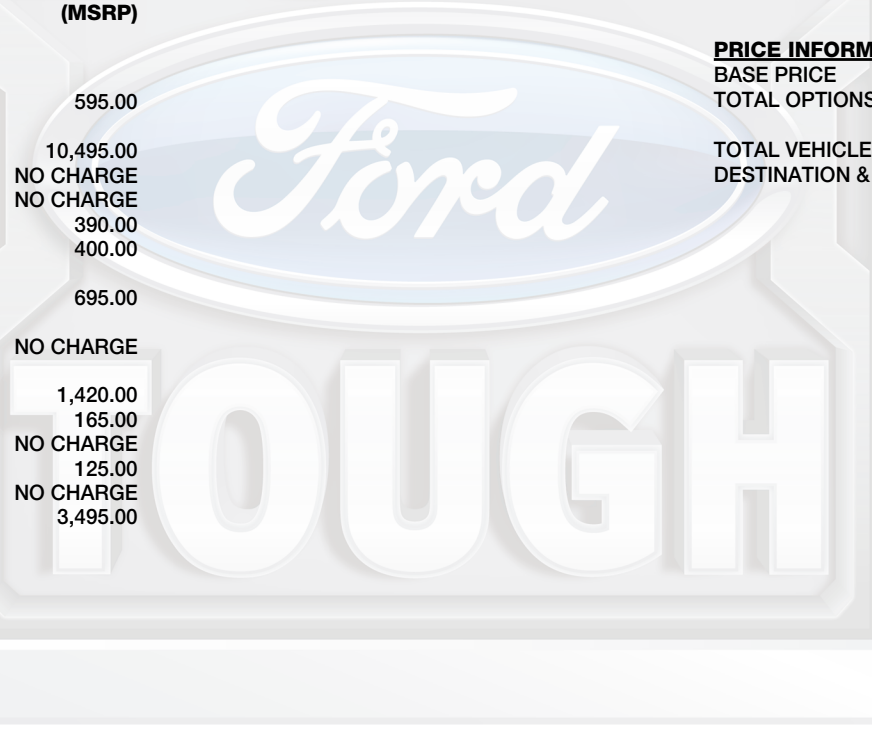 (MSRP)
595.00
10,495.00
NO CHARGE
NO CHARGE
390.00
400.00
695.00
NO CHARGE
1,420.00
165.00
NO CHARGE
125.00
NO CHARGE
3,495.00
PRICE INFORM
BASE PRICE
TOTAL OPTIONS
TOTAL VEHICLE
DESTINATION &
Ford
TOUGH